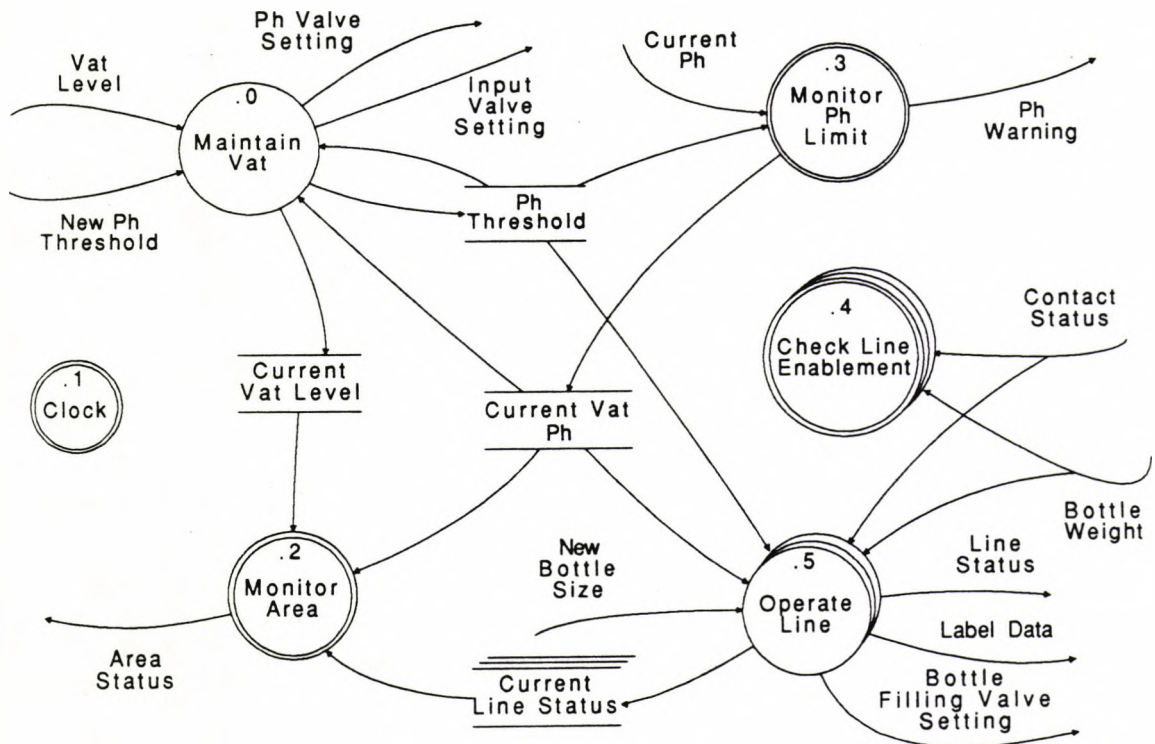 Ph Valve
Setting
Vat
Level
.0
Maintain
Vat
Input
Valve
Setting
New Ph
Threshold
Current
Ph
.3
Monitor
Ph
Limit
Ph
Warning
Ph
Threshold
.4
Check Line
Enablement
Contact
Status
.1
Clock
Current
Vat Level
Current Vat
Ph
Bottle
Weight
.2
Monitor
Area
Area
Status
New
Bottle
Size
.5
Operate
Line
Line
Status
Label Data
Bottle
Filling Valve
Setting
Current
Line Status